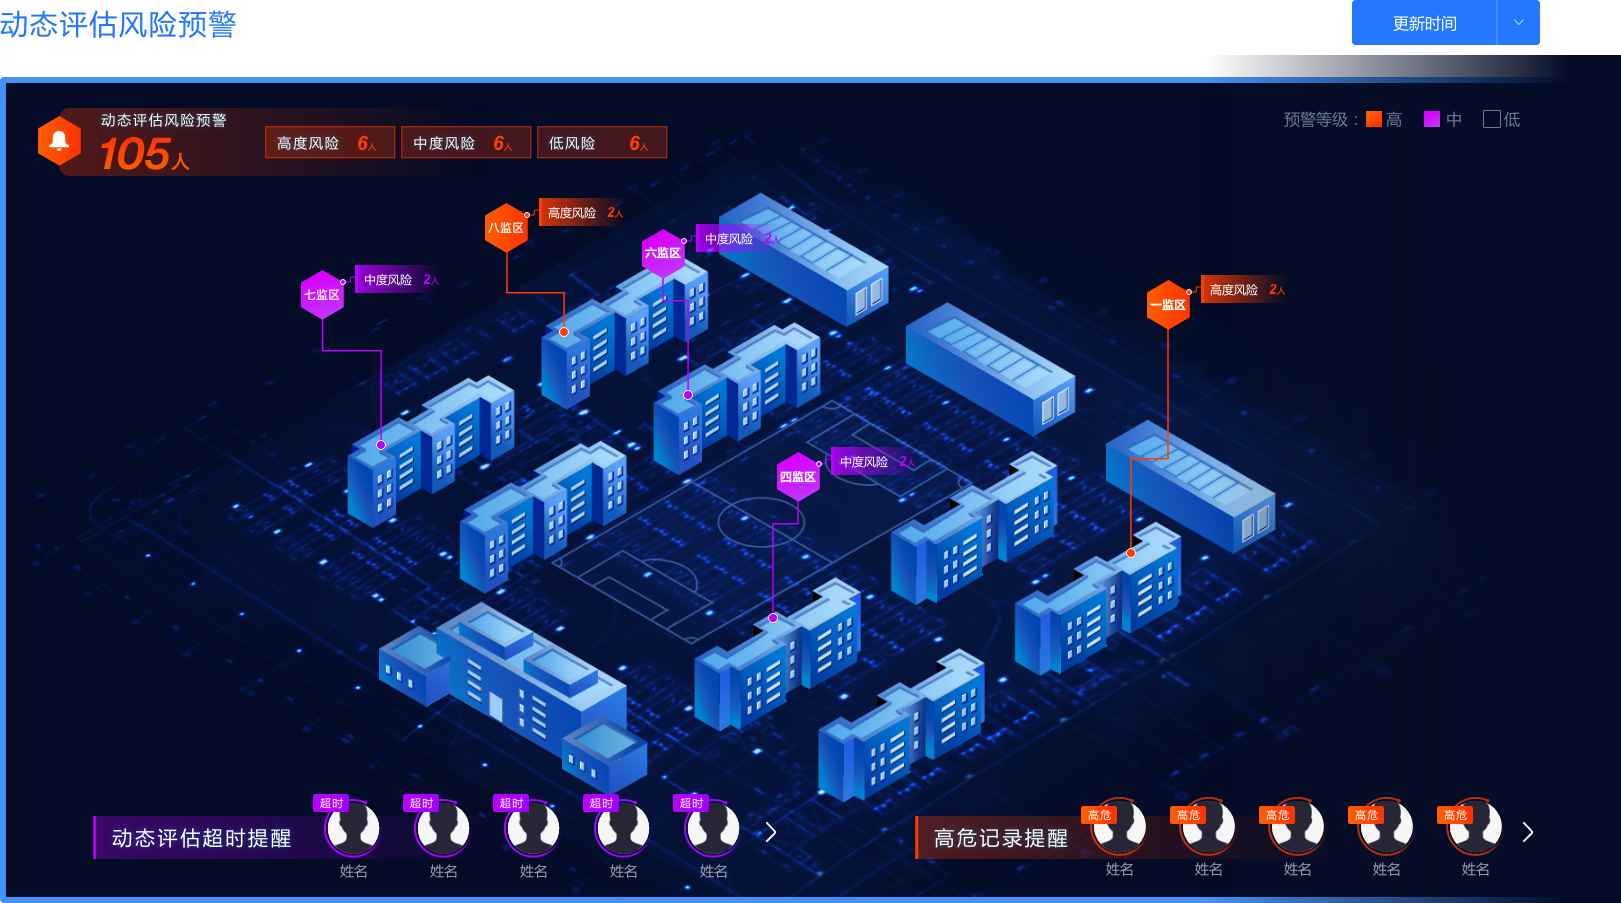 动态评估风险预警
更新时间
动态评估风险预警
105人
高度风险 6人
中度风险 6人
低风险 6人
预警等级：高 中 低
八监区
高度风险 2人
六监区
中度风险 2人
七监区
中度风险 2人
一监区
高度风险 2人
四监区
中度风险 2人
动态评估超时提醒
超时
姓名
超时
姓名
超时
姓名
超时
姓名
超时
姓名
高危记录提醒
高危
姓名
高危
姓名
高危
姓名
高危
姓名
高危
姓名